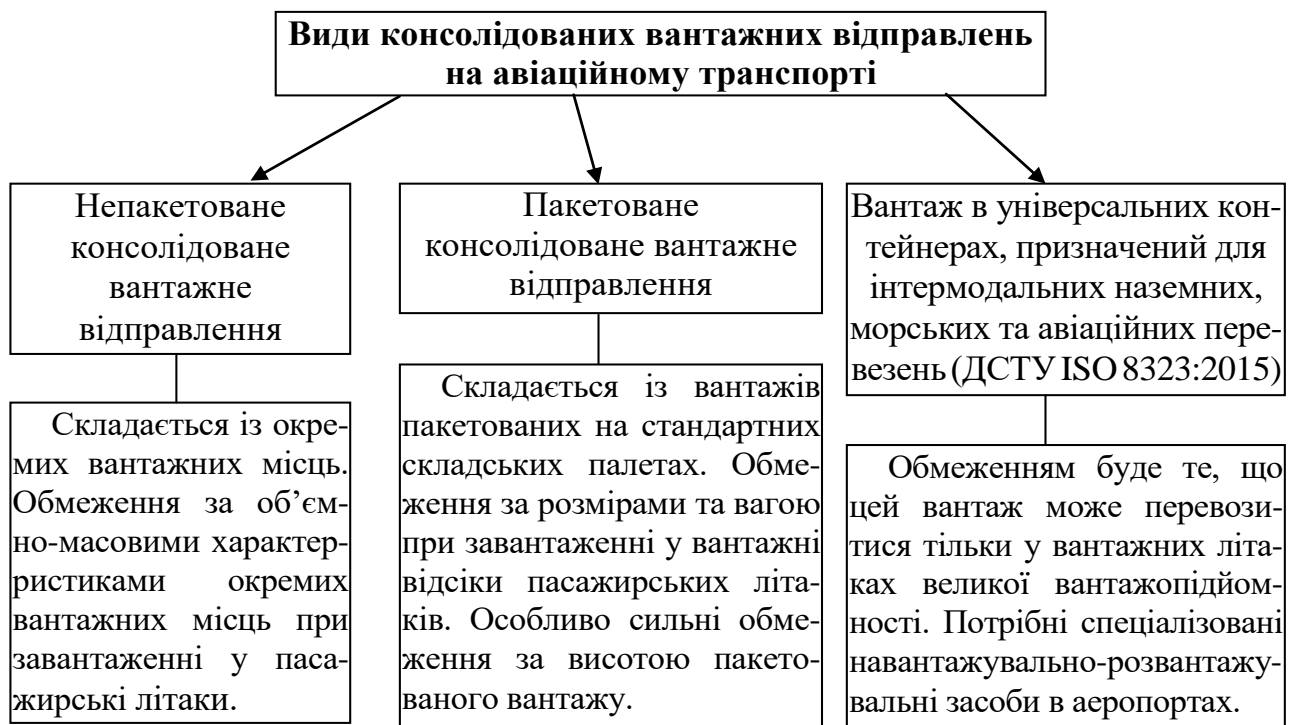 Види консолідованих вантажних відправлень
на авіаційному транспорті
Непакетоване
консолідоване
вантажне
відправлення
Пакетоване
консолідоване вантажне
відправлення
Вантаж в універсальних кон-
тейнерах, призначений для
інтермодальних наземних,
морських та авіаційних пере-
везень (ДСТУ ISO 8323:2015)
Складається із окре-
мих вантажних місць.
Обмеження за об’єм-
но-масовими характер-
ристиками окремих
вантажних місць при
завантаженні у паса-
жирські літаки.
Складається із вантажів
пакетованих на стандартних
складських палетах. Обме-
ження за розмірами та вагою
при завантаженні у вантажні
відсіки пасажирських літа-
ків. Особливо сильні обме-
ження за висотою пакето-
ваного вантажу.
Обмеженням буде те, що
цей вантаж може перевози-
тися тільки у вантажних літа-
ках великої вантажопідйом-
ності. Потрібні спеціалізовані
навантажувально-розвантажу-
вальні засоби в аеропортах.